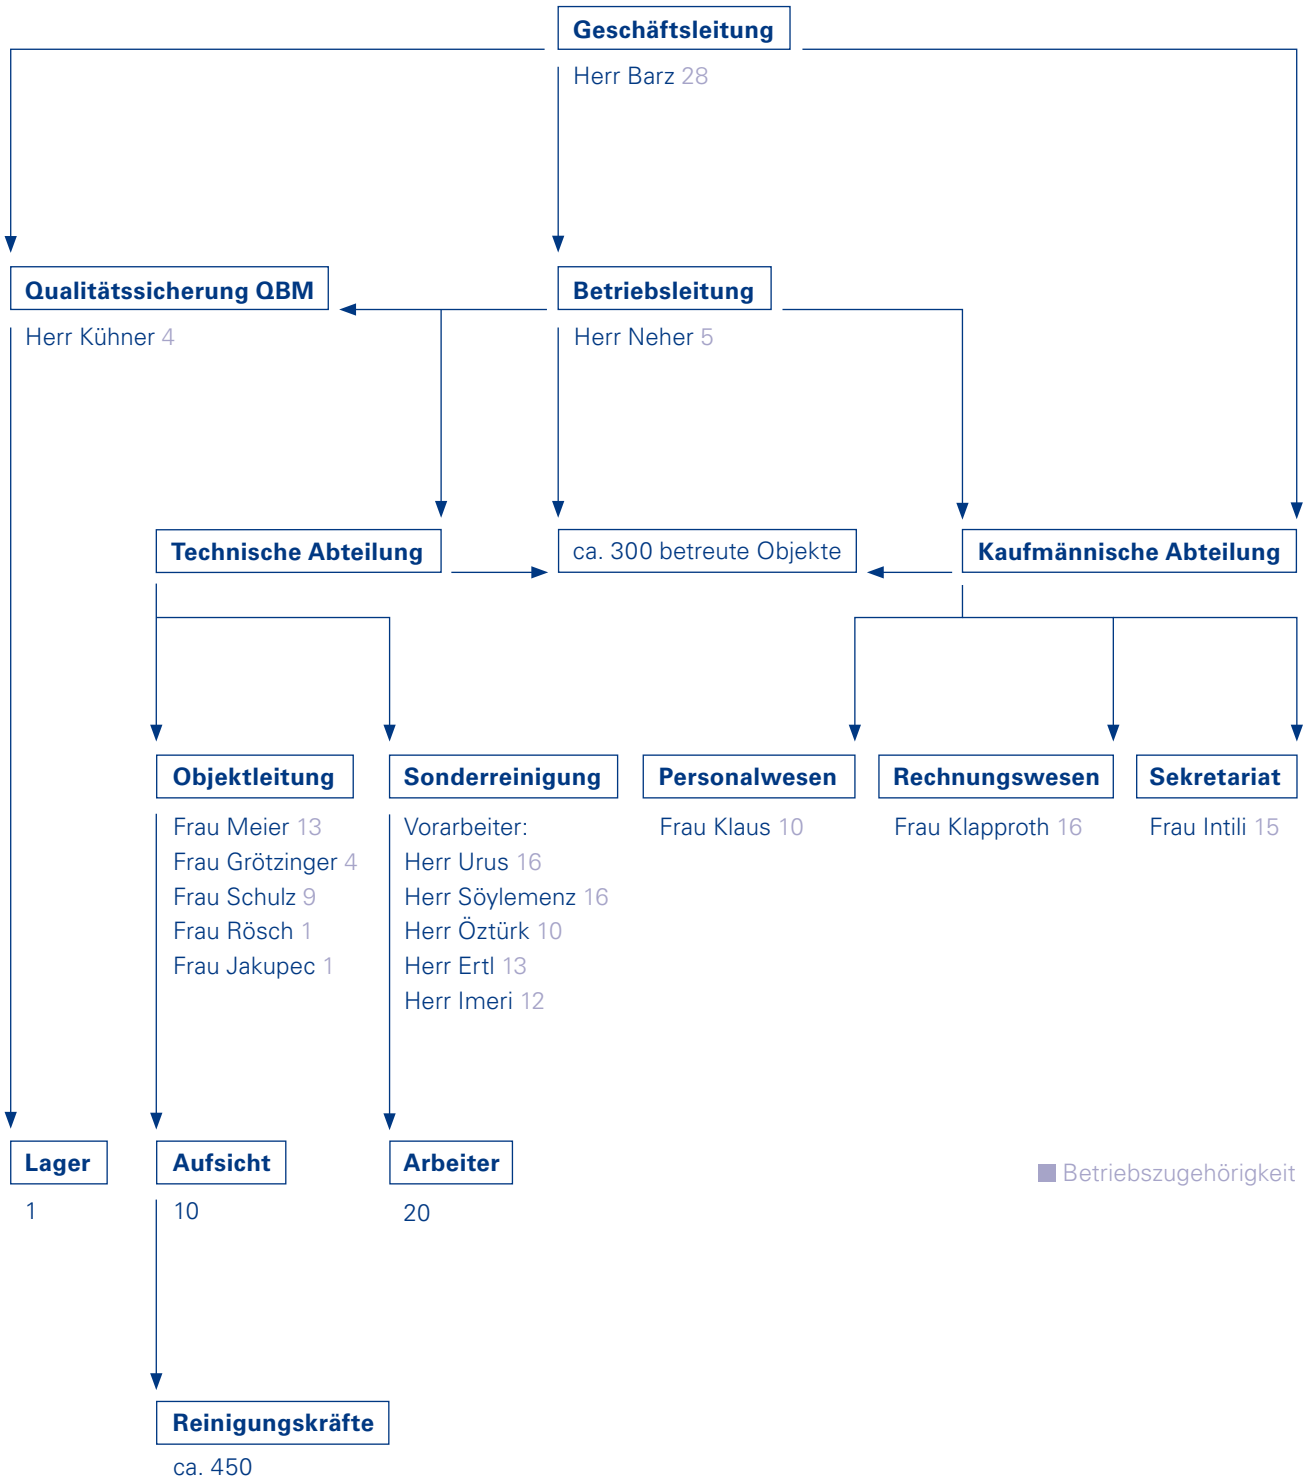 Geschäftsleitung
Herr Barz 28
Qualitätssicherung QBM
Herr Kühner 4
Betriebsleitung
Herr Neher 5
Technische Abteilung
ca. 300 betreute Objekte
Kaufmännische Abteilung
Objektleitung
Frau Meier 13
Frau Grötzinger 4
Frau Schulz 9
Frau Rösch 1
Frau Jakupec 1
Sonderreinigung
Vorarbeiter:
Herr Urus 16
Herr Söylemenz 16
Herr Öztürk 10
Herr Ertl 13
Herr Imeri 12
Personalwesen
Frau Klaus 10
Rechnungswesen
Frau Klapproth 16
Sekretariat
Frau Intili 15
Lager
1
Aufsicht
10
Arbeiter
20
Betriebszugehörigkeit
Reinigungskräfte
ca. 450